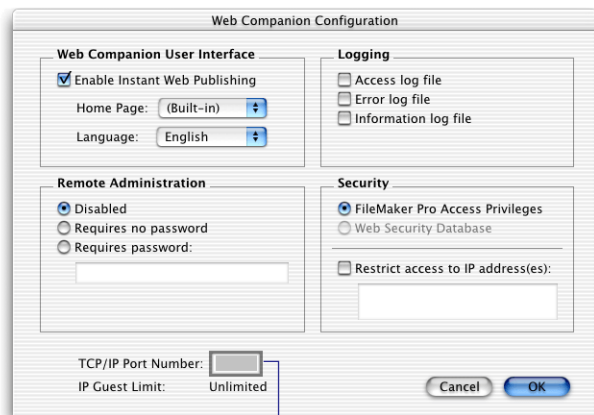 Web Companion Configuration
Web Companion User Interface
Enable Instant Web Publishing
Home Page: (Built-in)
Language: English
Logging
Access log file
Error log file
Information log file
Remote Administration
Disabled
Requires no password
Requires password:
Security
FileMaker Pro Access Privileges
Web Security Database
Restrict access to IP address(es):
TCP/IP Port Number:
IP Guest Limit: Unlimited
Cancel OK